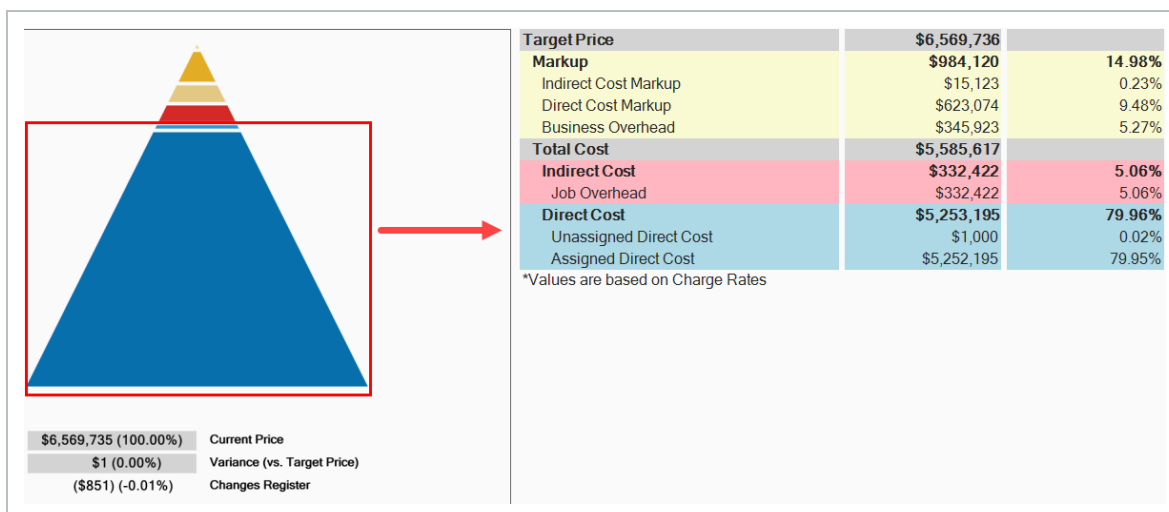 Target Price $6,569,736
Markup $984,120 14.98%
Indirect Cost Markup $15,123 0.23%
Direct Cost Markup $623,074 9.48%
Business Overhead $345,923 5.27%
Total Cost $5,585,617
Indirect Cost $332,422 5.06%
Job Overhead $332,422 5.06%
Direct Cost $5,253,195 79.96%
Unassigned Direct Cost $1,000 0.02%
Assigned Direct Cost $5,252,195 79.95%
*Values are based on Charge Rates
$6,569,735 (100.00%) Current Price
$1 (0.00%) Variance (vs. Target Price)
($851) (-0.01%) Changes Register